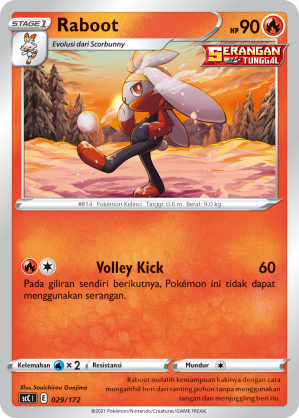 STAGE 1
Raboot
HP 90
Evolusi dari Scorbunny
SERANGAN
TUNGGAL
#814 Pokémon Kelinci Tinggi: 0.6 m Berat: 9.0 kg
Volley Kick 60
Pada giliran sendiri berikutnya, Pokémon ini tidak dapat
menggunakan serangan.
Kelemahan ×2 Resistansi Mundur
Illus. Souichirou Gunjima
sC1 I E 029/172
Raboot melatih kemampuan kakinya dengan cara
mengambil beri dari ranting pohon tanpa menggunakan
tangan dan menjuggling beri itu.
©2021 Pokémon/Nintendo/Creatures/GAME FREAK